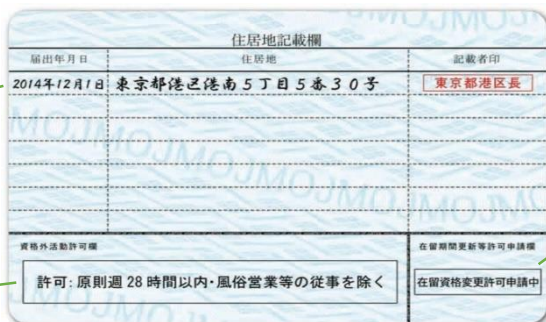 住居地記載欄
届出年月日 住居地 記載者印
2014年12月1日 東京都港区港南5丁目5番30号 東京都港区長
MOJMOJMOJMOJMOJMO
資格外活動許可欄 在留期間更新等許可申請欄
許可:原則週28時間以内・風俗営業等の従事を除く 在留資格変更許可申請中